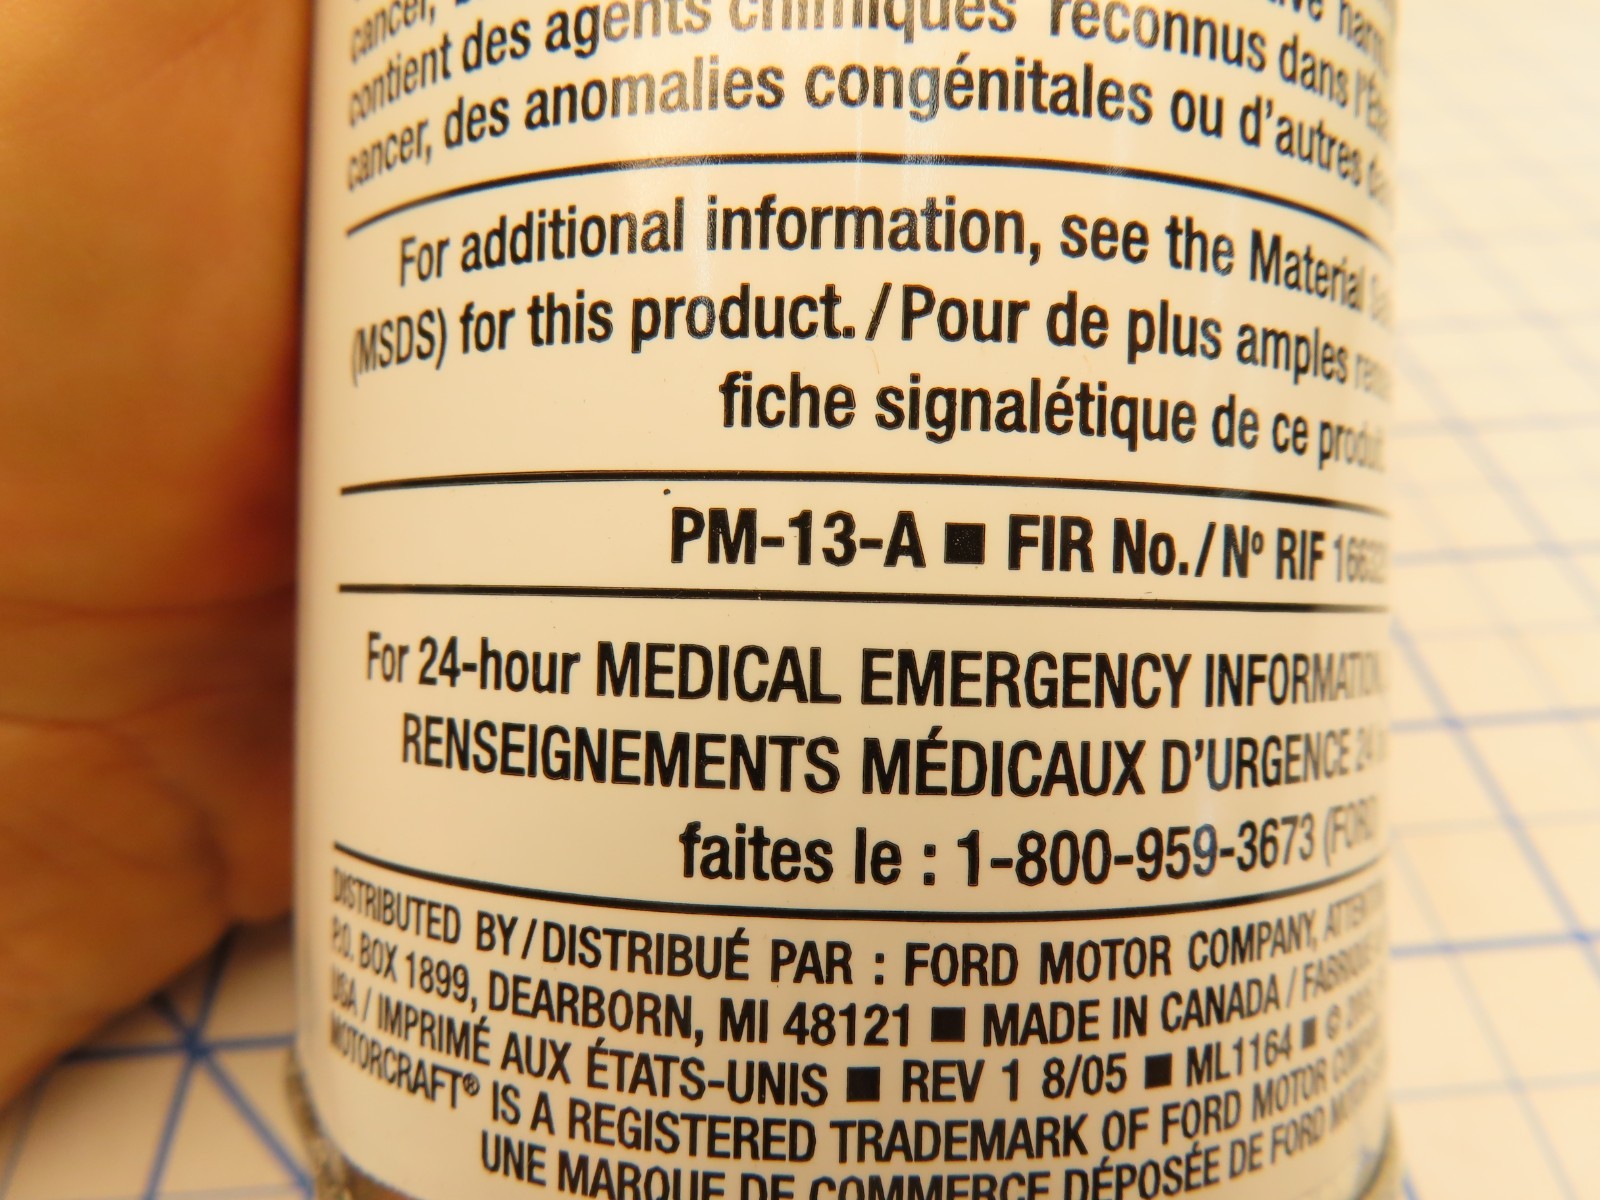 cancer,
contient des agents chimiques reconnus dans
cancer, des anomalies congénitales ou d'autres
For additional information, see the Material
(MSDS) for this product. / Pour de plus amples
fiche signalétique de ce produit
PM-13-A ■ FIR No. / Nº RIF
For 24-hour MEDICAL EMERGENCY INFORMATION
RENSEIGNEMENTS MÉDICAUX D'URGENCE 24
faites le : 1-800-959-3673 (FORD
DISTRIBUTED BY / DISTRIBUÉ PAR : FORD MOTOR COMPANY,
P.O. BOX 1899, DEARBORN, MI 48121 ■ MADE IN CANADA /
USA / IMPRIMÉ AUX ÉTATS-UNIS ■ REV 1 8/05 ■ ML1164 ■ ©
MOTORCRAFT® IS A REGISTERED TRADEMARK OF FORD MOTOR
UNE MARQUE DE COMMERCE DÉPOSÉE DE FORD